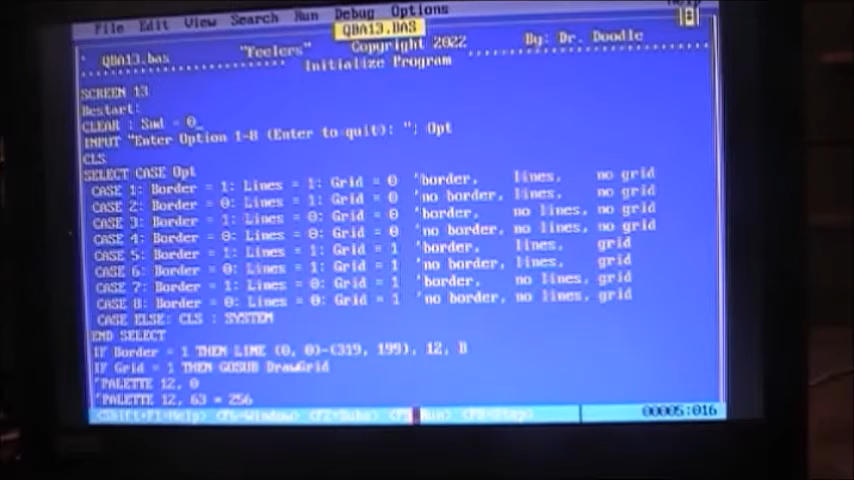 File Edit View Search Run Debug Options Help
QBA13.BAS
' QBA13.bas "Feelers" Copyright 2022 By: Dr. Doodle
Initialize Program
SCREEN 13
Restart:
CLEAR : Snd = 0_
INPUT "Enter Option 1-8 (Enter to quit): "; Opt
CLS
SELECT CASE Opt
CASE 1: Border = 1: Lines = 1: Grid = 0 'border, lines, no grid
CASE 2: Border = 0: Lines = 1: Grid = 0 'no border, lines, no grid
CASE 3: Border = 1: Lines = 0: Grid = 0 'border, no lines, no grid
CASE 4: Border = 0: Lines = 0: Grid = 0 'no border, no lines, no grid
CASE 5: Border = 1: Lines = 1: Grid = 1 'border, lines, grid
CASE 6: Border = 0: Lines = 1: Grid = 1 'no border, lines, grid
CASE 7: Border = 1: Lines = 0: Grid = 1 'border, no lines, grid
CASE 8: Border = 0: Lines = 0: Grid = 1 'no border, no lines, grid
CASE ELSE: CLS : SYSTEM
END SELECT
IF Border = 1 THEN LINE (0, 0)-(319, 199), 12, B
IF Grid = 1 THEN GOSUB DrawGrid
'PALETTE 12, 0
'PALETTE 12, 63 * 256
<Shift+F1=Help> <F6=Window> <F2=Subs> <F5=Run> <F8=Step> 00005:016